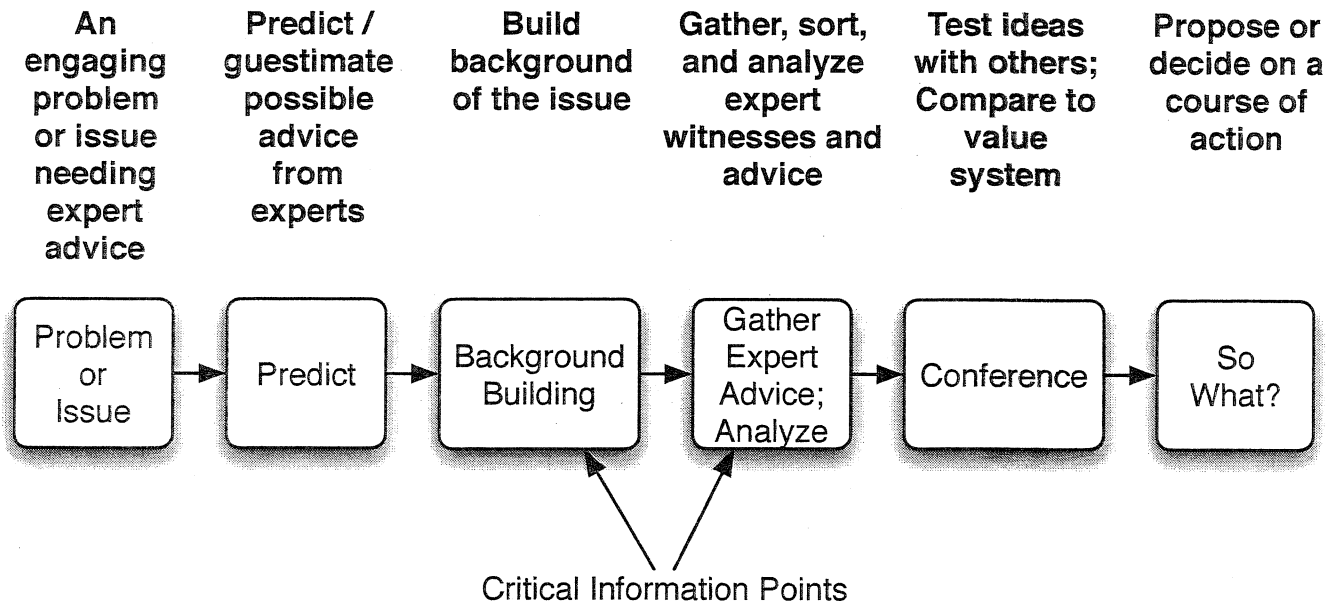 An
engaging
problem
or issue
needing
expert
advice
Predict /
guestimate
possible
advice
from
experts
Build
background
of the issue
Gather, sort,
and analyze
expert
witnesses and
advice
Test ideas
with others;
Compare to
value
system
Propose or
decide on a
course of
action
Problem
or
Issue
Predict
Background
Building
Gather
Expert
Advice;
Analyze
Conference
So
What?
Critical Information Points